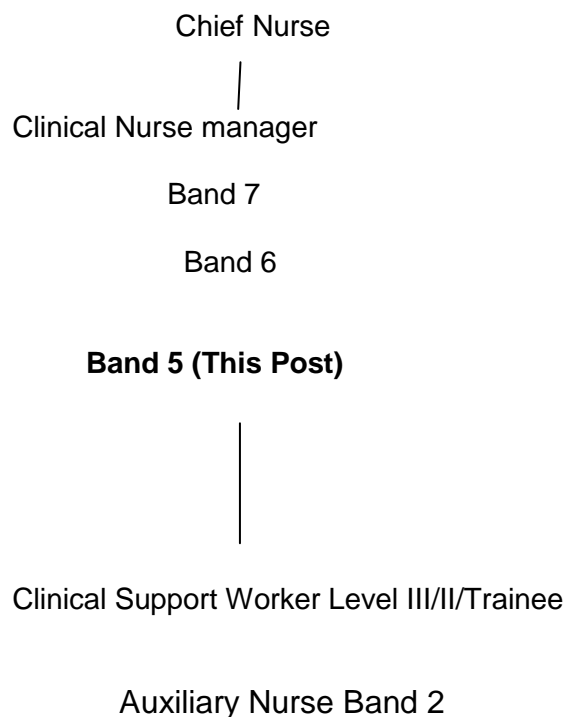 Chief Nurse
Clinical Nurse manager
Band 7
Band 6
Band 5 (This Post)
Clinical Support Worker Level III/II/Trainee
Auxiliary Nurse Band 2